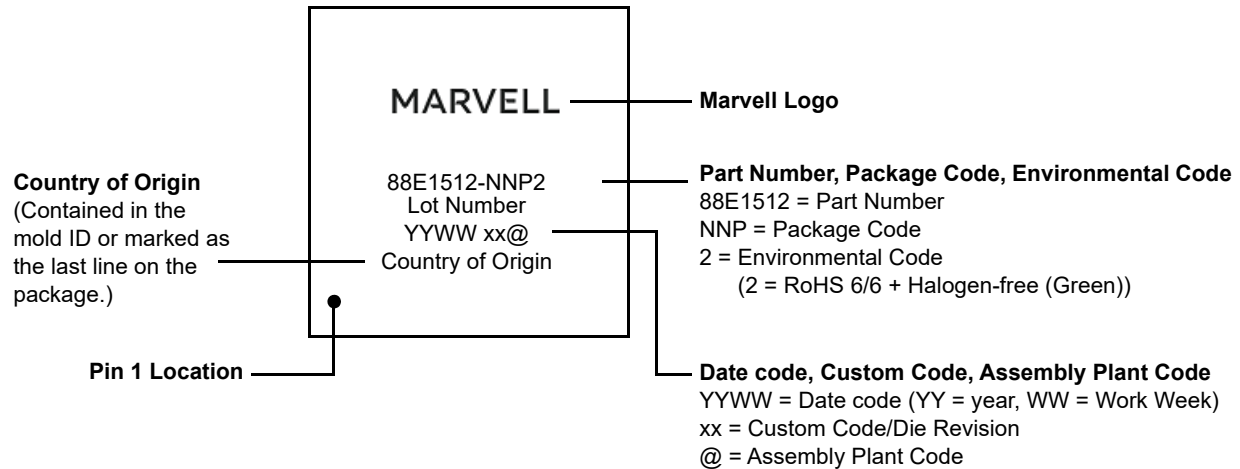 MARVELL
88E1512-NNP2
Lot Number
YYWW xx@
Country of Origin
Country of Origin
(Contained in the
mold ID or marked as
the last line on the
package.)
Pin 1 Location
Marvell Logo
Part Number, Package Code, Environmental Code
88E1512 = Part Number
NNP = Package Code
2 = Environmental Code
(2 = RoHS 6/6 + Halogen-free (Green))
Date code, Custom Code, Assembly Plant Code
YYWW = Date code (YY = year, WW = Work Week)
xx = Custom Code/Die Revision
@ = Assembly Plant Code